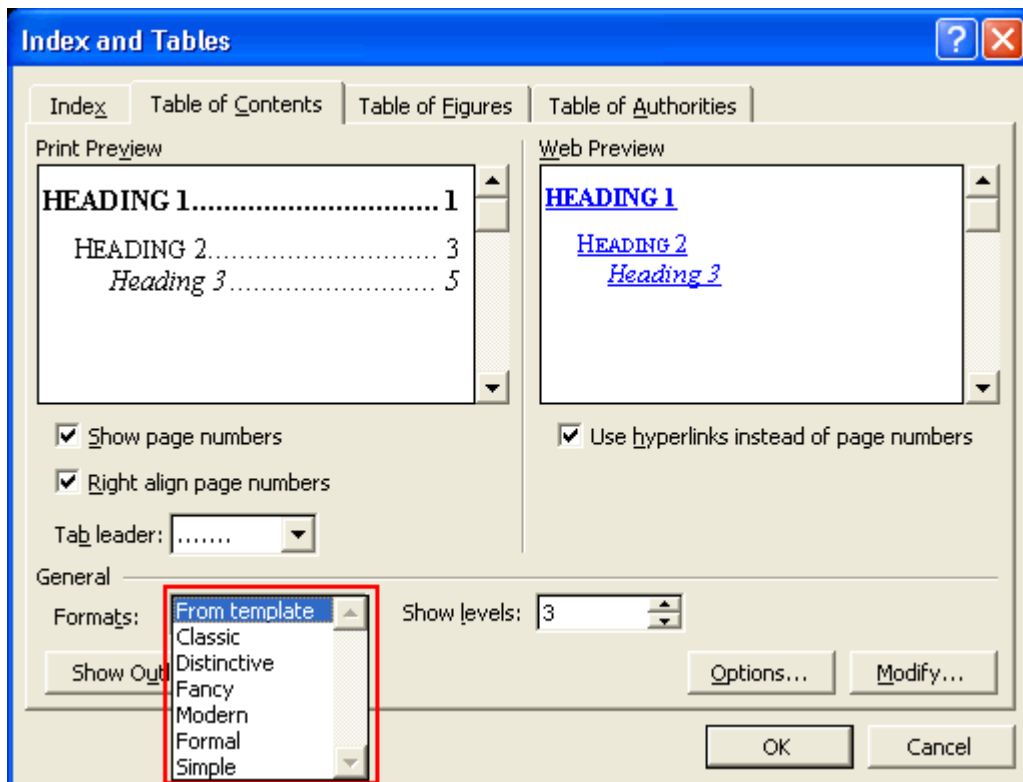 Index and Tables
Index
Table of Contents
Table of Figures
Table of Authorities
Print Preview
HEADING 1................................ 1
HEADING 2.............................. 3
Heading 3........................... 5
Web Preview
HEADING 1
HEADING 2
Heading 3
Show page numbers
Right align page numbers
Tab leader: .......
Use hyperlinks instead of page numbers
General
Formats:
From template
Classic
Distinctive
Fancy
Modern
Formal
Simple
Show levels: 3
Show
Options...
Modify...
OK
Cancel